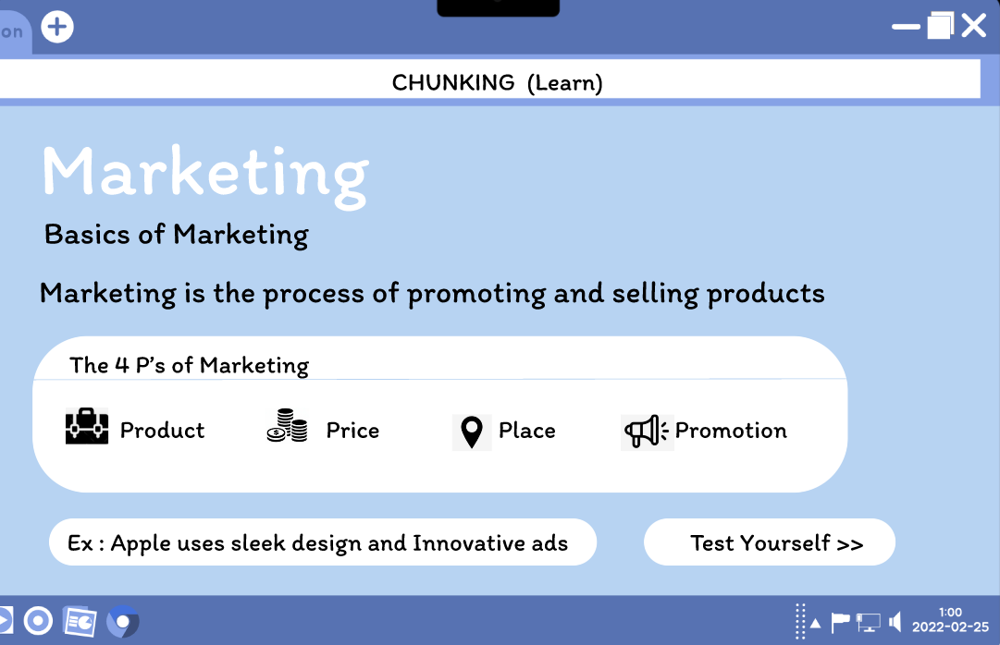 on
CHUNKING (Learn)
Marketing
Basics of Marketing
Marketing is the process of promoting and selling products
The 4 P's of Marketing
Product Price Place Promotion
Ex : Apple uses sleek design and Innovative ads
Test Yourself >>
1:00
2022-02-25